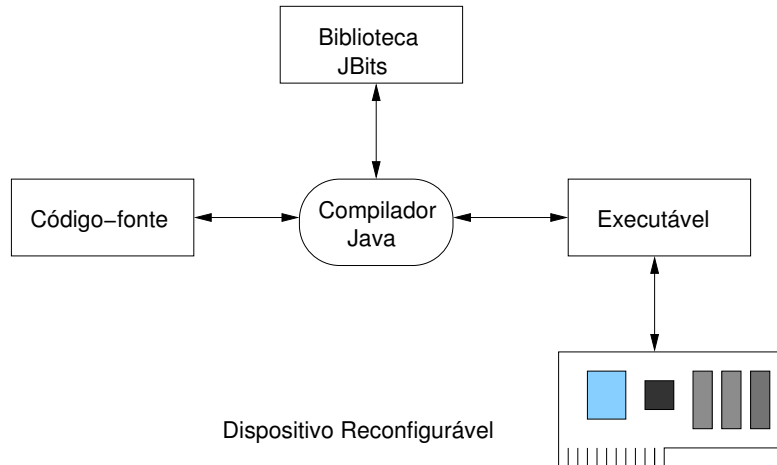 Biblioteca
JBits
Código−fonte
Compilador
Java
Executável
Dispositivo Reconfigurável